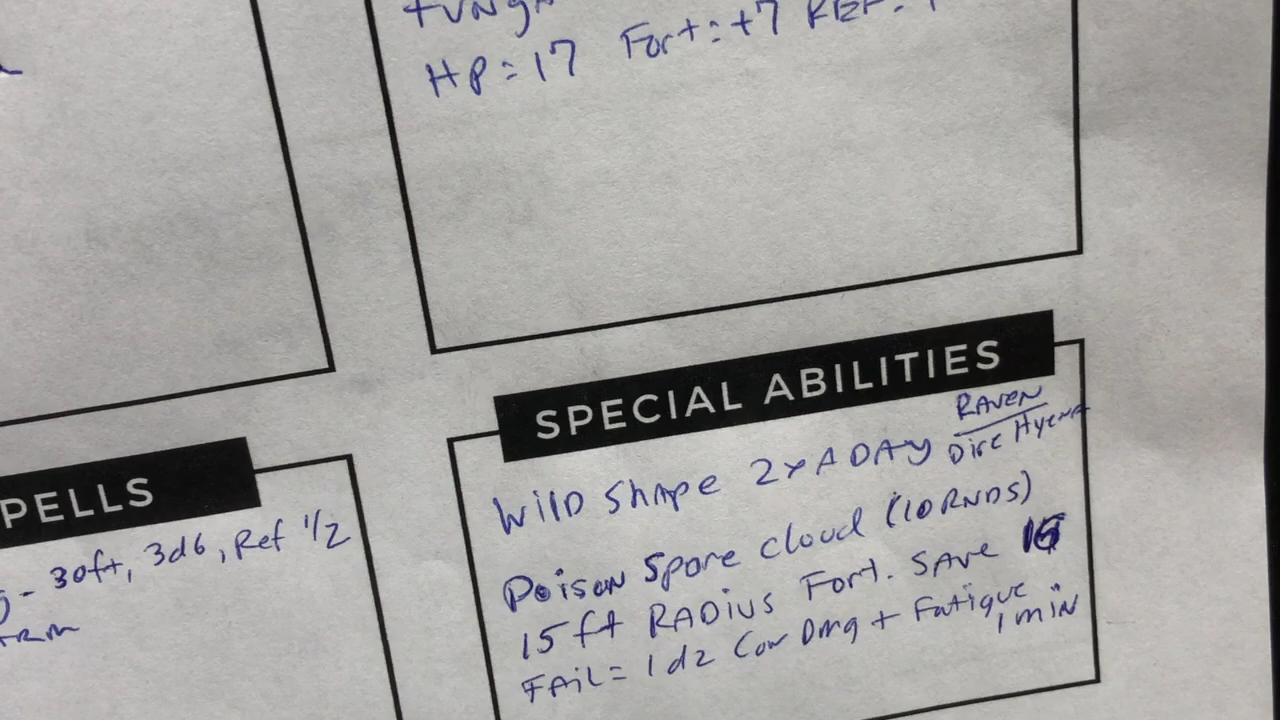 HP: 17 Fort: +7 REF:
SPECIAL ABILITIES
Wild Shape 2x A DAY RAVEN
Dire Hyena
Poison Spore cloud (10 RNDS)
15 ft RADIUS Fort. SAVE
FAIL = 1d2 Con Dmg + Fatigue
1 min
PELLS
- 30ft, 3d6, Ref 1/2